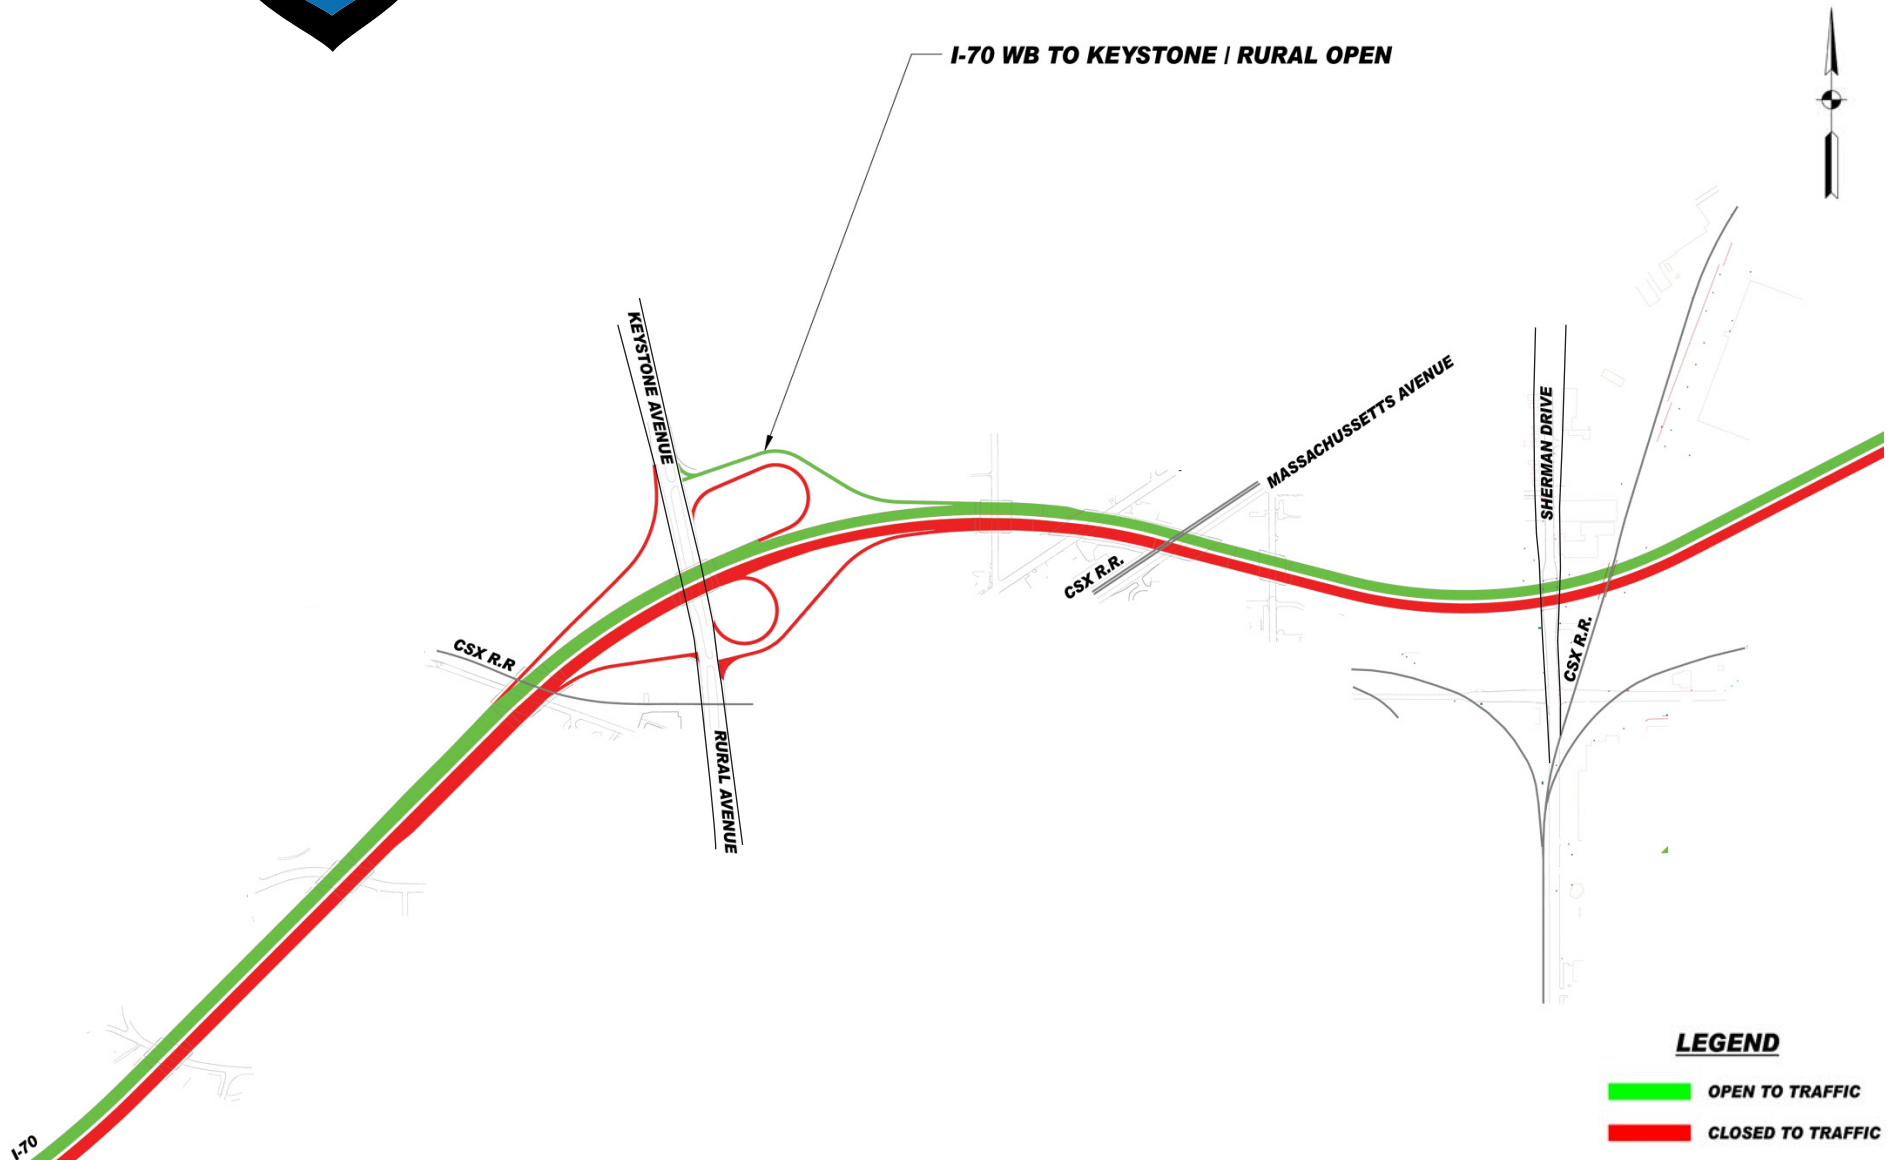 I-70 WB TO KEYSTONE / RURAL OPEN
KEYSTONE AVENUE
MASSACHUSSETTS AVENUE
SHERMAN DRIVE
CSX R.R.
CSX R.R.
CSX R.R
RURAL AVENUE
I-70
LEGEND
OPEN TO TRAFFIC
CLOSED TO TRAFFIC